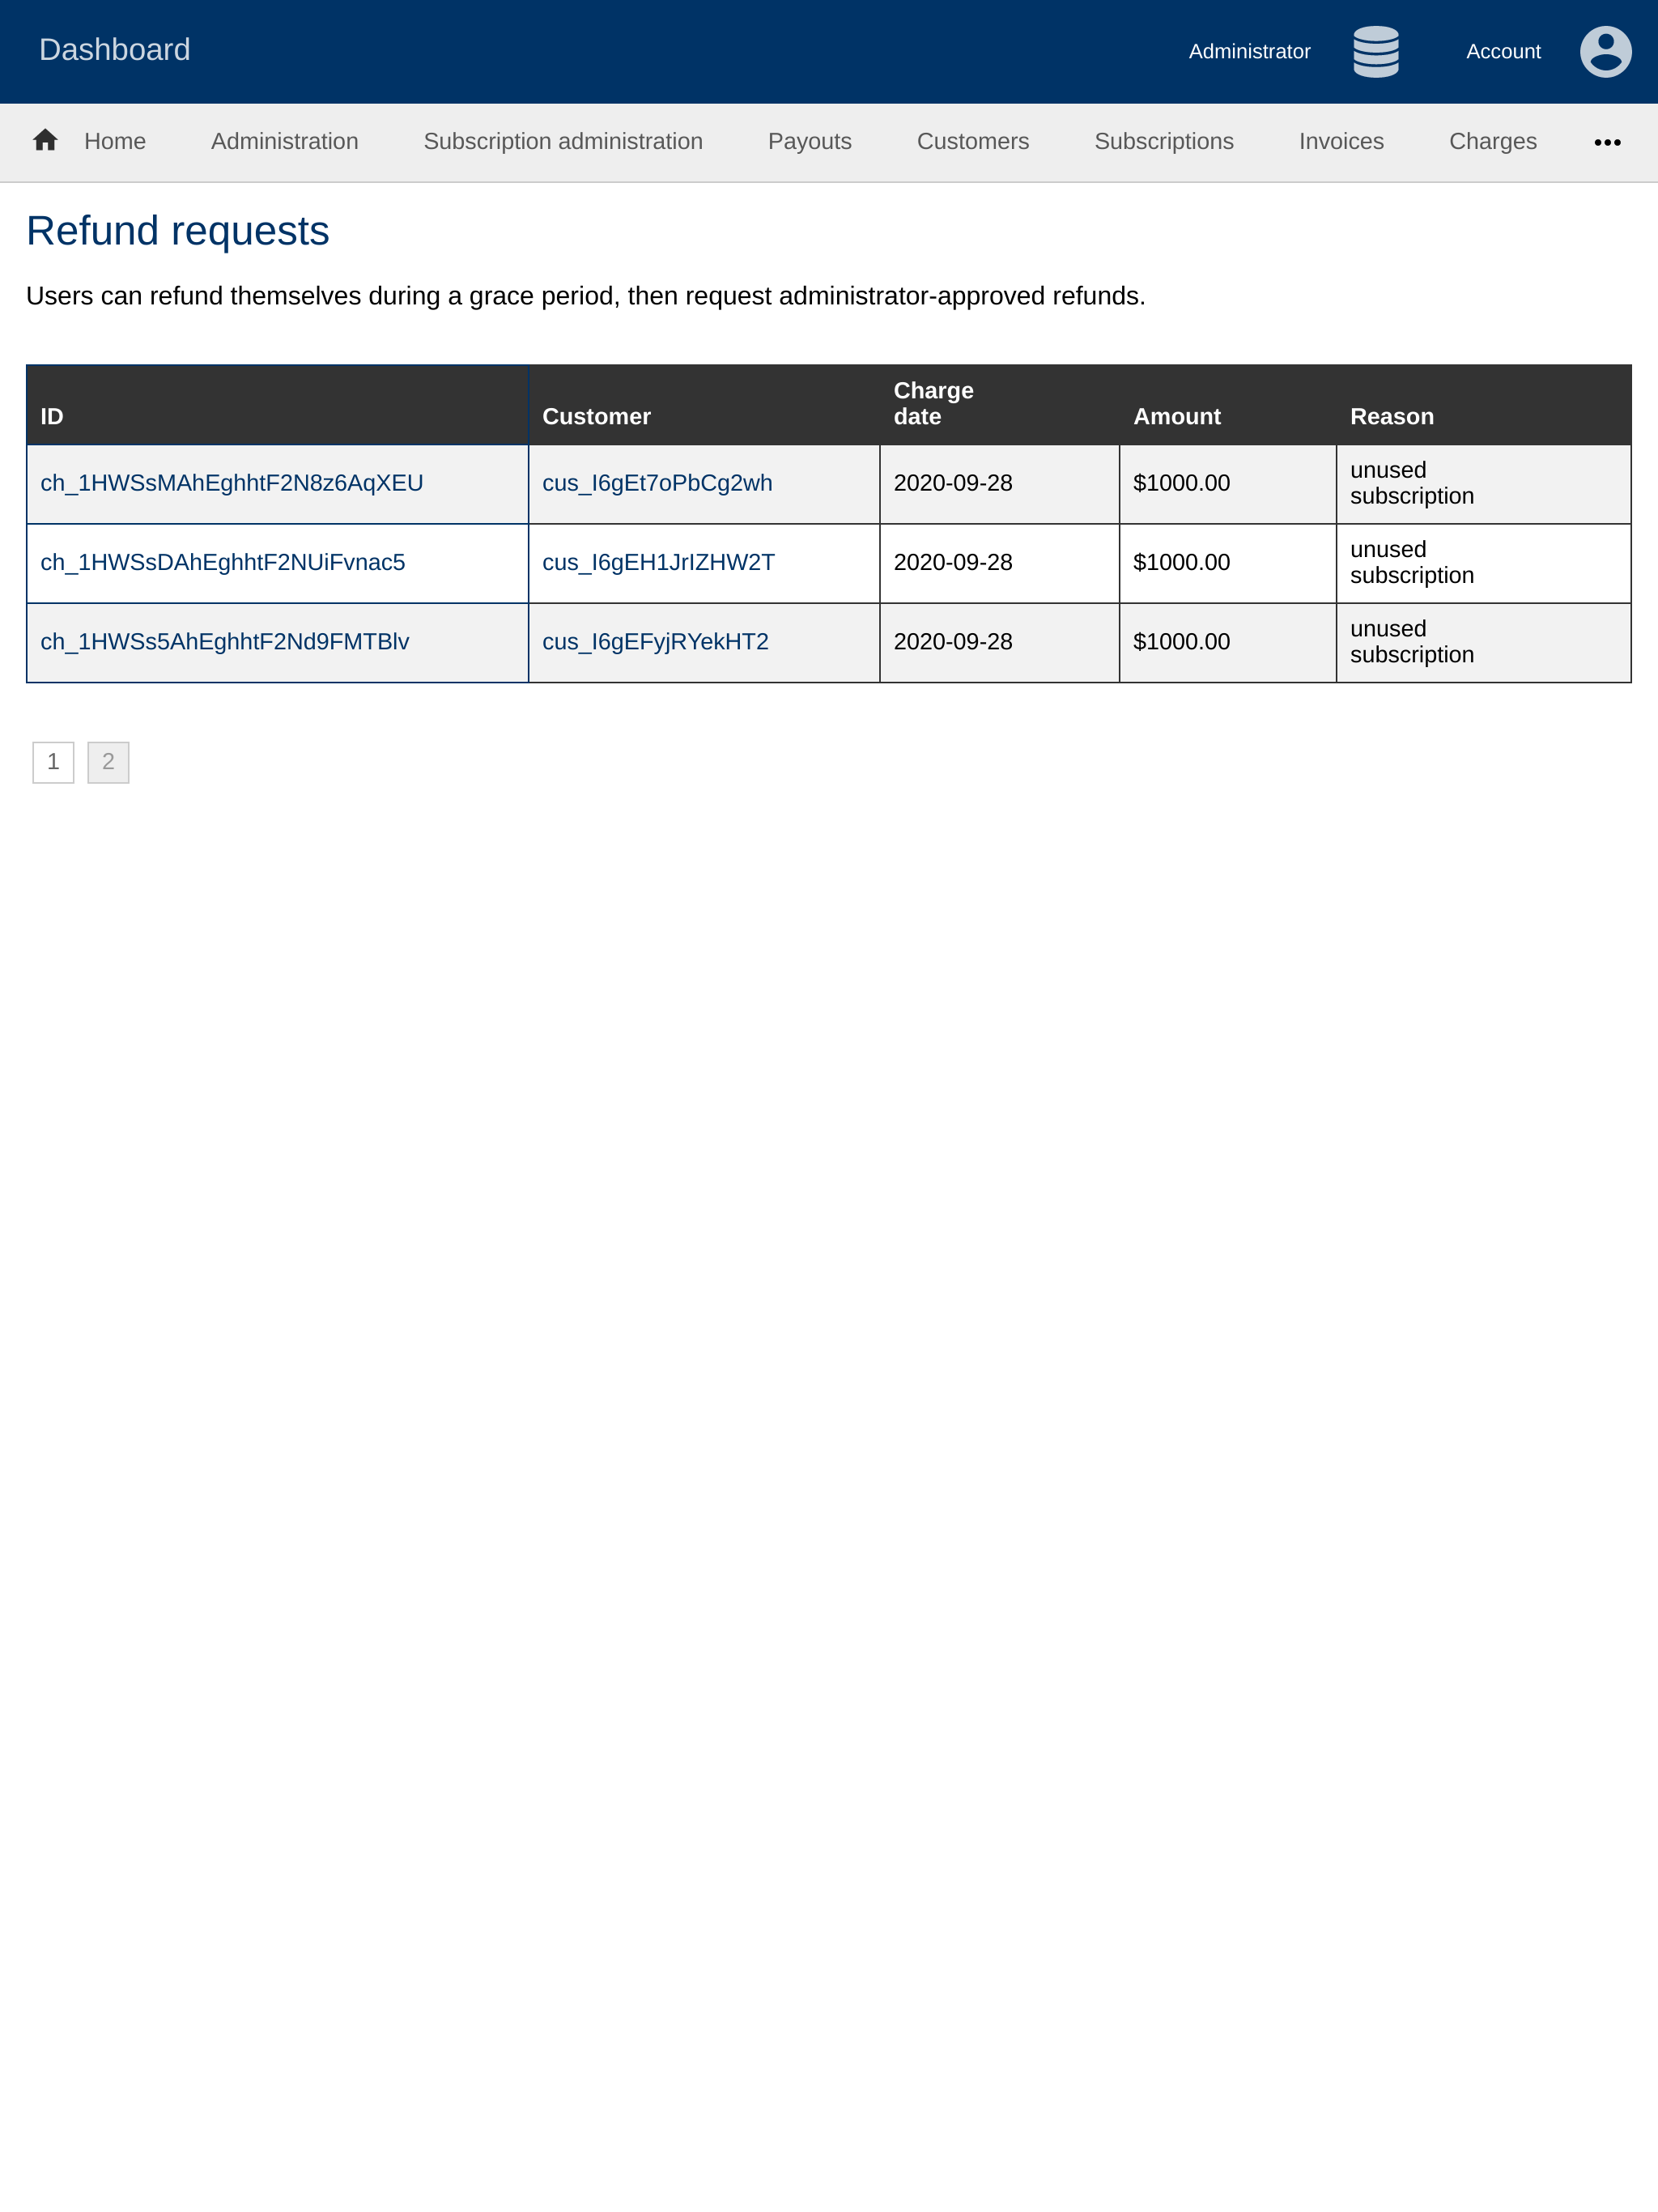 Dashboard
Administrator
Account
Home
Administration
Subscription administration
Payouts
Customers
Subscriptions
Invoices
Charges
Refund requests
Users can refund themselves during a grace period, then request administrator-approved refunds.
ID
Customer
Charge
date
Amount
Reason
ch_1HWSsMAhEghhtF2N8z6AqXEU
cus_I6gEt7oPbCg2wh
2020-09-28
$1000.00
unused
subscription
ch_1HWSsDAhEghhtF2NUiFvnac5
cus_I6gEH1JrIZHW2T
2020-09-28
$1000.00
unused
subscription
ch_1HWSs5AhEghhtF2Nd9FMTBlv
cus_I6gEFyjRYekHT2
2020-09-28
$1000.00
unused
subscription
1
2